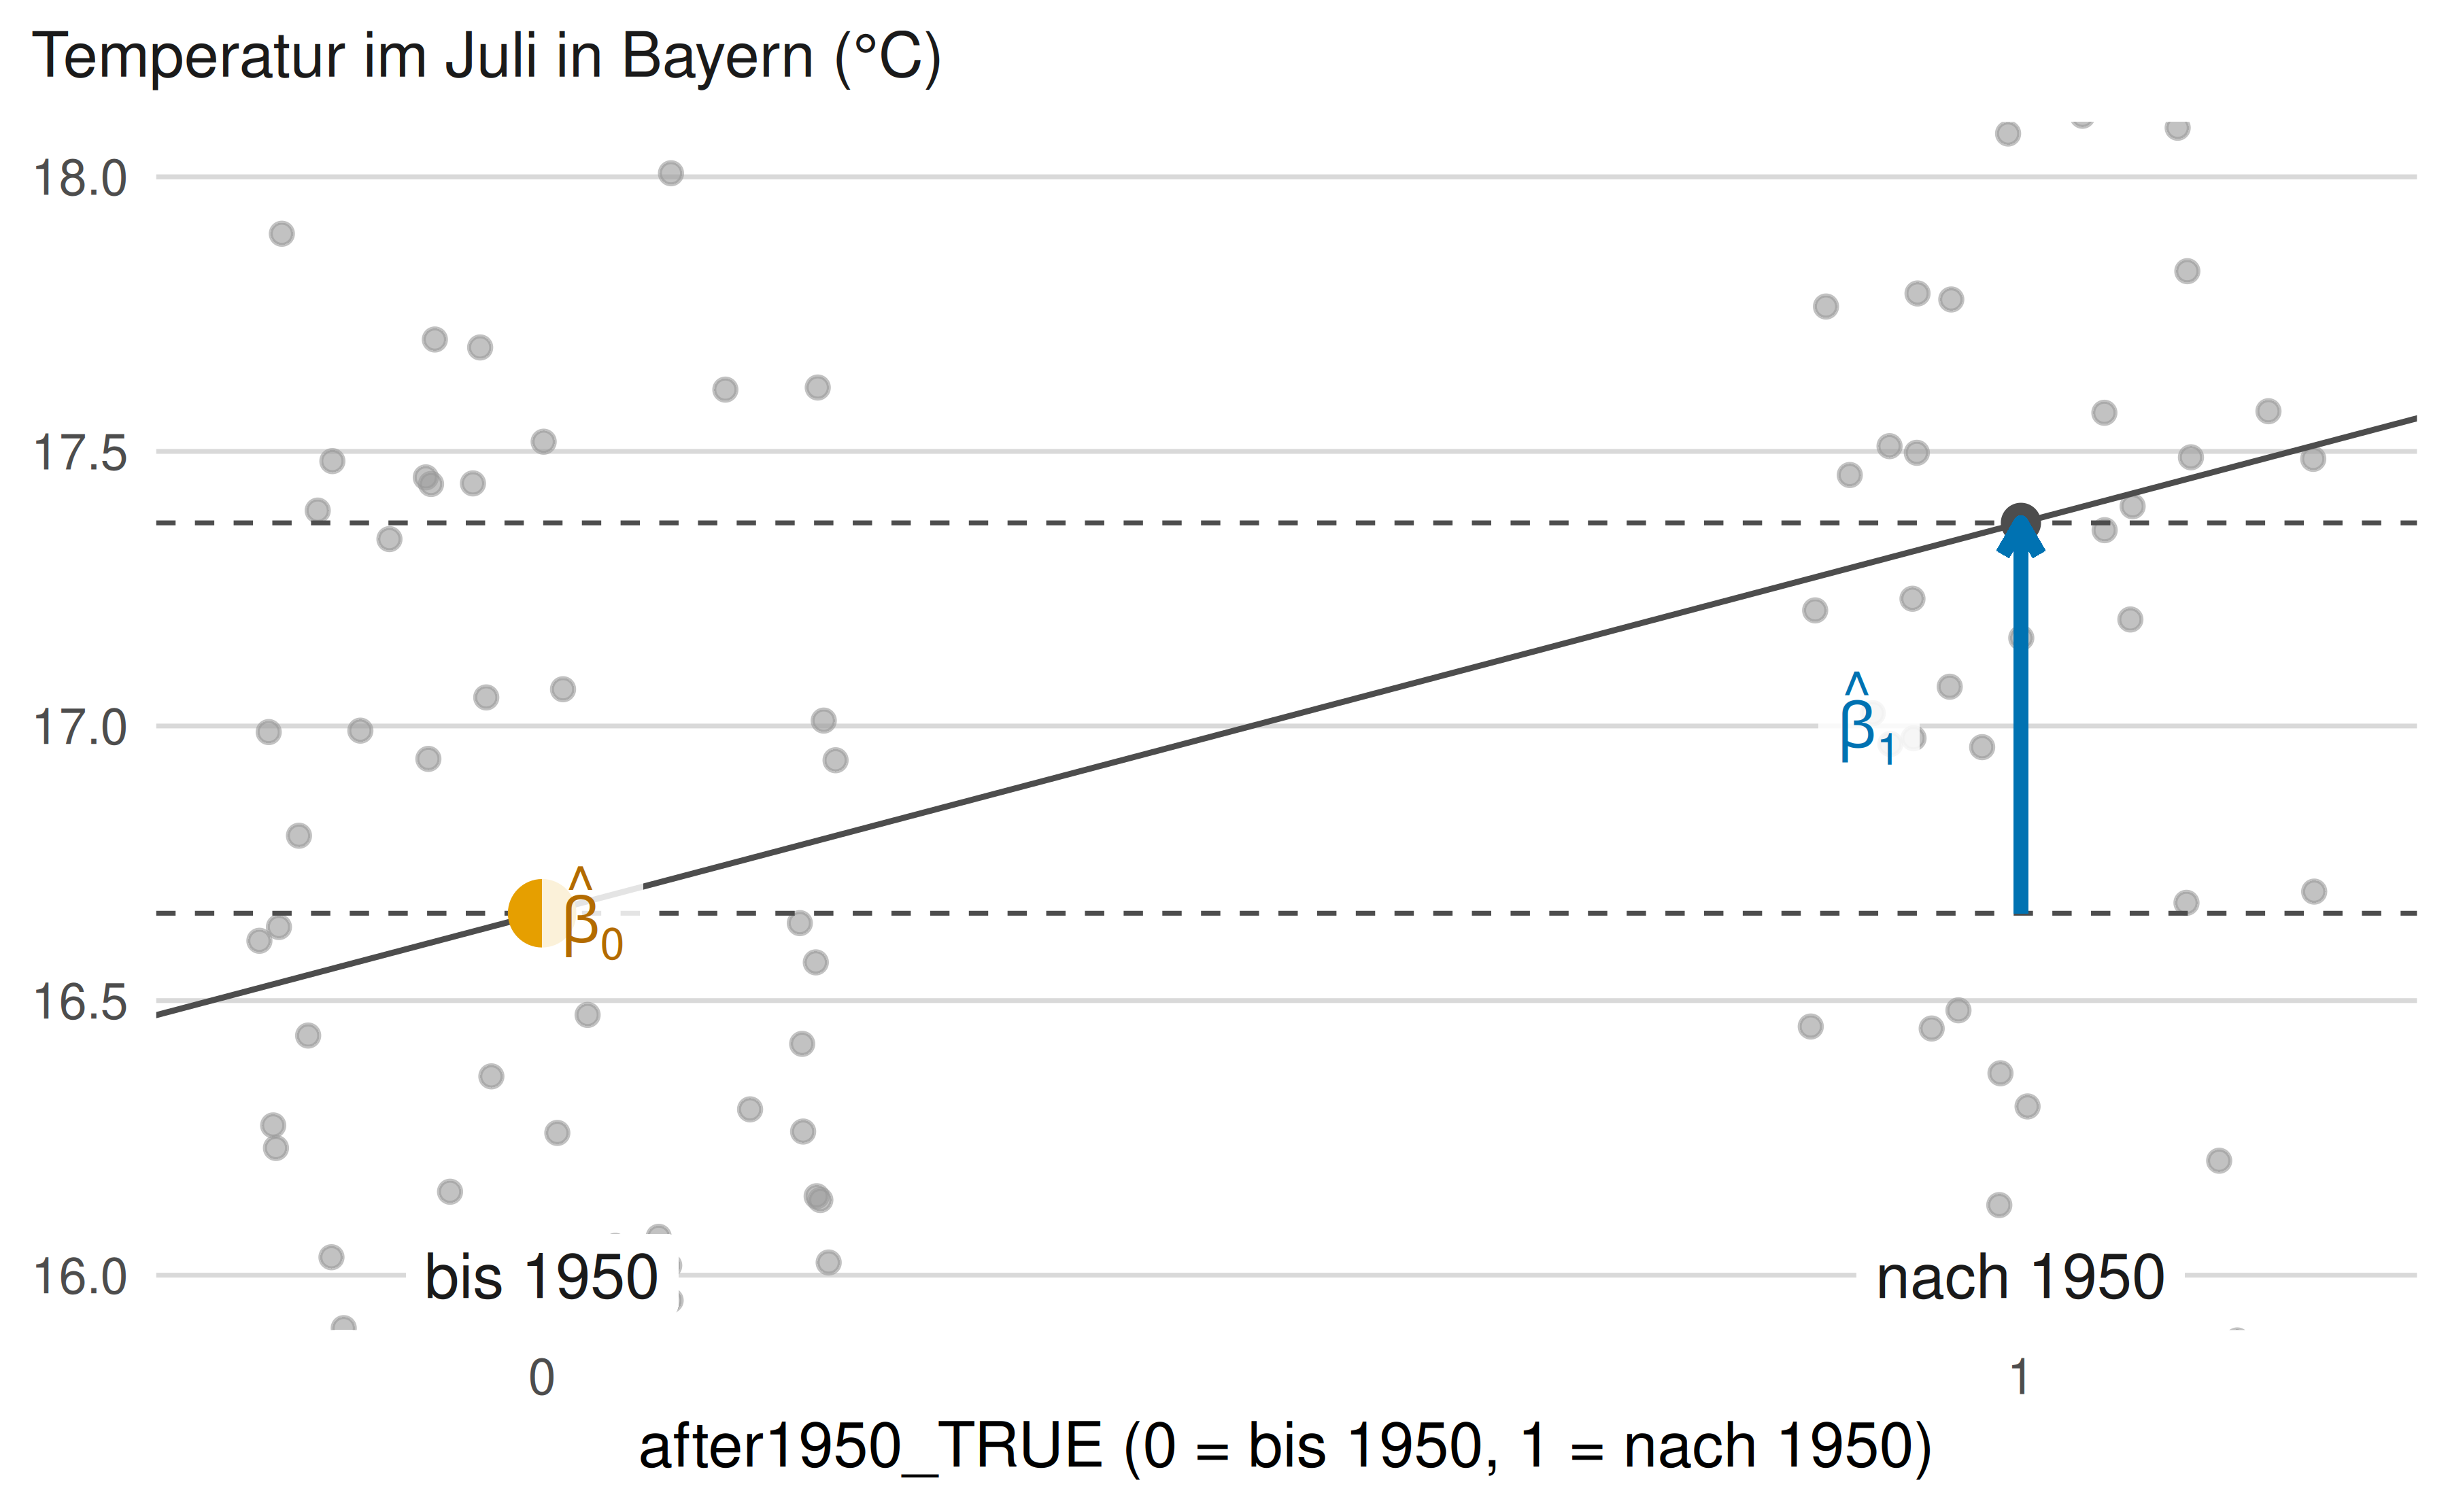 Temperatur im Juli in Bayern (°C)
18.0
17.5
17.0
16.5
16.0
β̂₁
β̂₀
bis 1950
nach 1950
0
1
after1950_TRUE (0 = bis 1950, 1 = nach 1950)